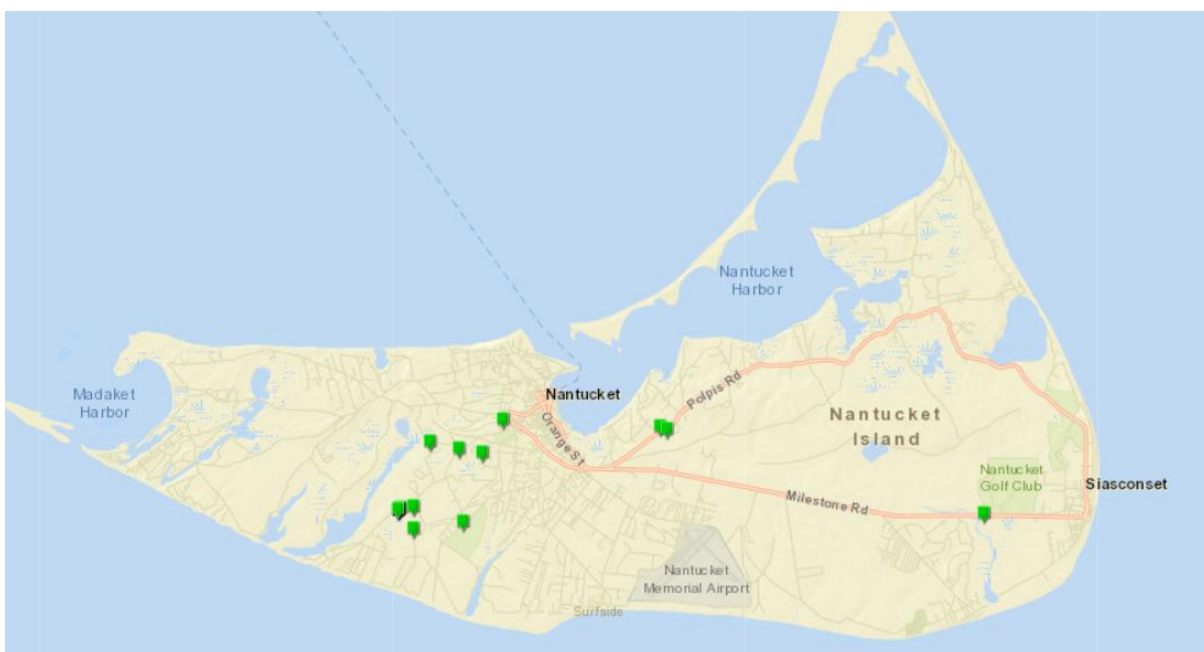 Nantucket
Harbor
Madaket
Harbor
Nantucket
Polpis Rd
Orange St
Nantucket
Island
Nantucket
Golf Club
Siasconset
Milestone Rd
Nantucket
Memorial Airport
Surfside